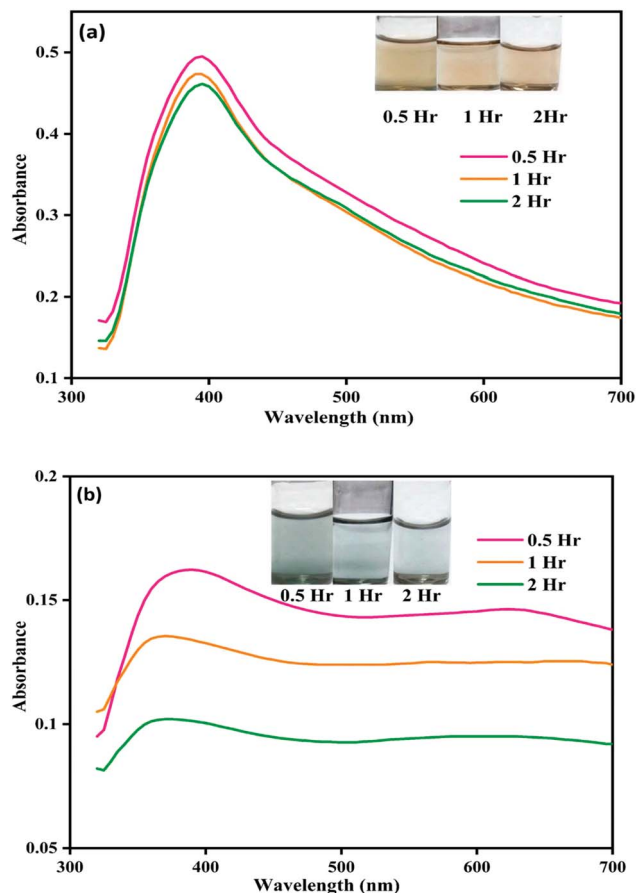 (a)
0.5
0.4
0.3
0.2
0.1
Absorbance
0.5 Hr 1 Hr 2Hr
0.5 Hr
1 Hr
2 Hr
300 400 500 600 700
Wavelength (nm)
(b)
0.2
0.15
0.1
0.05
Absorbance
0.5 Hr 1 Hr 2 Hr
0.5 Hr
1 Hr
2 Hr
300 400 500 600 700
Wavelength (nm)